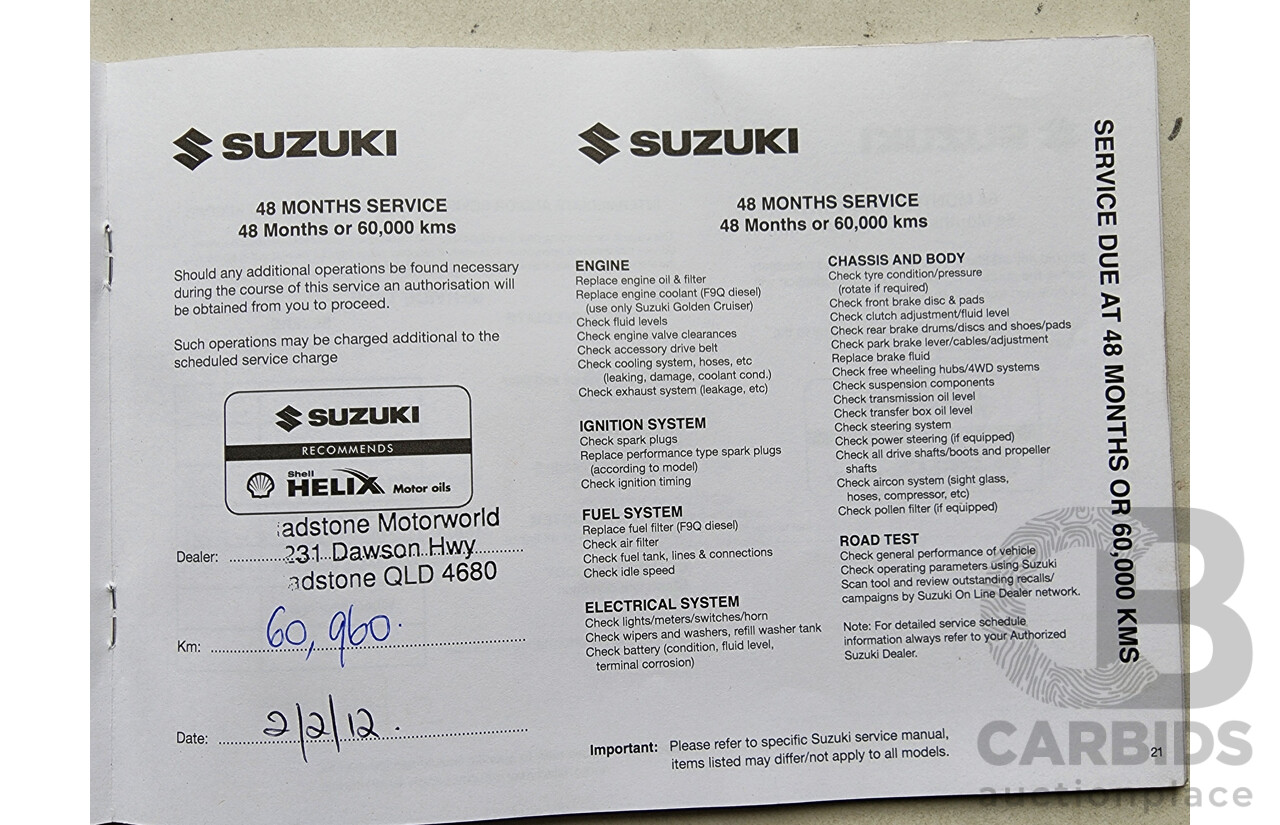 SUZUKI
48 MONTHS SERVICE
48 Months or 60,000 kms
Should any additional operations be found necessary
during the course of this service an authorisation will
be obtained from you to proceed.
Such operations may be charged additional to the
scheduled service charge
SUZUKI
RECOMMENDS
Shell
HELIX Motor oils
adstone Motorworld
Dealer: 231 Dawson Hwy
adstone QLD 4680
Km: 60,960.
Date: 2/2/12.
SUZUKI
48 MONTHS SERVICE
48 Months or 60,000 kms
ENGINE
Replace engine oil & filter
Replace engine coolant (F9Q diesel)
(use only Suzuki Golden Cruiser)
Check fluid levels
Check engine valve clearances
Check accessory drive belt
Check cooling system, hoses, etc
(leaking, damage, coolant cond.)
Check exhaust system (leakage, etc)
IGNITION SYSTEM
Check spark plugs
Replace performance type spark plugs
(according to model)
Check ignition timing
FUEL SYSTEM
Replace fuel filter (F9Q diesel)
Check air filter
Check fuel tank, lines & connections
Check idle speed
ELECTRICAL SYSTEM
Check lights/meters/switches/horn
Check wipers and washers, refill washer tank
Check battery (condition, fluid level,
terminal corrosion)
CHASSIS AND BODY
Check tyre condition/pressure
(rotate if required)
Check front brake disc & pads
Check clutch adjustment/fluid level
Check rear brake drums/discs and shoes/pads
Check park brake lever/cables/adjustment
Replace brake fluid
Check free wheeling hubs/4WD systems
Check suspension components
Check transmission oil level
Check transfer box oil level
Check steering system
Check power steering (if equipped)
Check all drive shafts/boots and propeller
shafts
Check aircon system (sight glass,
hoses, compressor, etc)
Check pollen filter (if equipped)
ROAD TEST
Check general performance of vehicle
Check operating parameters using Suzuki
Scan tool and review outstanding recalls/
campaigns by Suzuki On Line Dealer network.
Note: For detailed service schedule
information always refer to your Authorized
Suzuki Dealer.
Important: Please refer to specific Suzuki service manual,
items listed may differ/not apply to all models.
SERVICE DUE AT 48 MONTHS OR 60,000 KMS
21
CB
CARBIDS
auctionplace